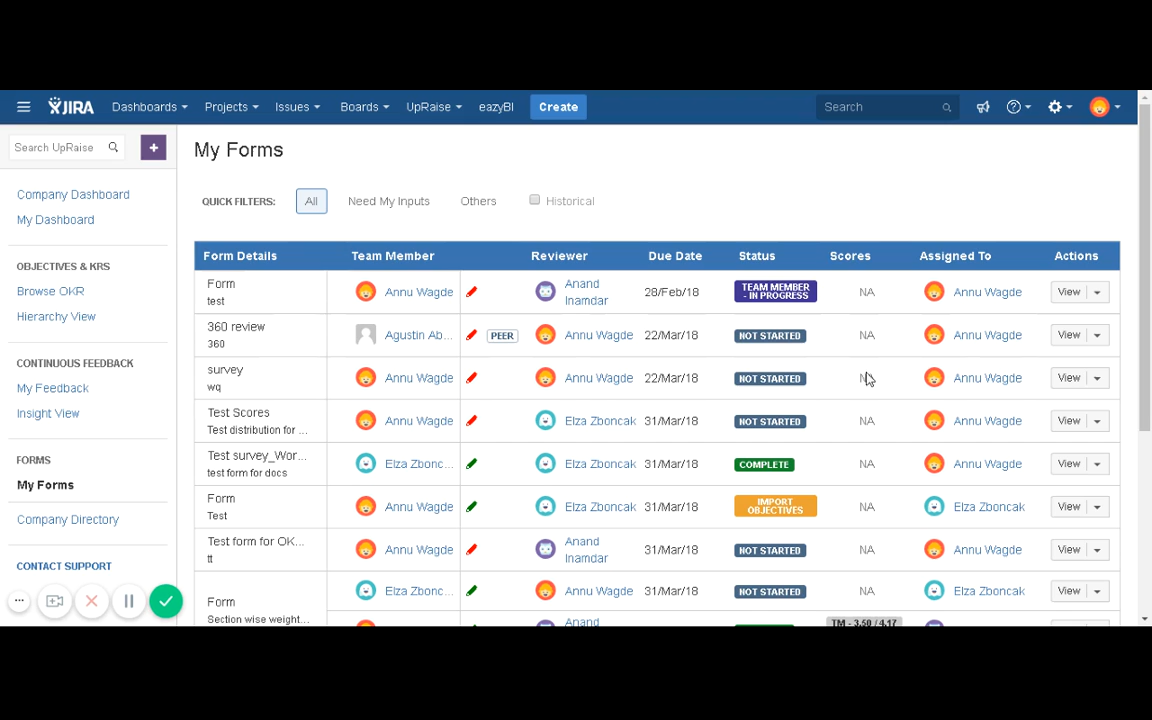 JIRA Dashboards Projects Issues Boards UpRaise eazyBI Create Search
Search UpRaise +
Company Dashboard
My Dashboard
OBJECTIVES & KRS
Browse OKR
Hierarchy View
CONTINUOUS FEEDBACK
My Feedback
Insight View
FORMS
My Forms
Company Directory
CONTACT SUPPORT
My Forms
QUICK FILTERS: All Need My Inputs Others Historical
Form Details Team Member Reviewer Due Date Status Scores Assigned To Actions
Form
test
Annu Wagde
Anand
Inamdar
28/Feb/18
TEAM MEMBER
- IN PROGRESS
NA
Annu Wagde
View
360 review
360
Agustin Ab...
PEER
Annu Wagde
22/Mar/18
NOT STARTED
NA
Annu Wagde
View
survey
wq
Annu Wagde
Annu Wagde
22/Mar/18
NOT STARTED
Annu Wagde
View
Test Scores
Test distribution for ...
Annu Wagde
Elza Zboncak
31/Mar/18
NOT STARTED
NA
Annu Wagde
View
Test survey_Wor...
test form for docs
Elza Zbonc...
Elza Zboncak
31/Mar/18
COMPLETE
NA
Annu Wagde
View
Form
Test
Annu Wagde
Elza Zboncak
31/Mar/18
IMPORT
OBJECTIVES
NA
Elza Zboncak
View
Test form for OK...
tt
Annu Wagde
Anand
Inamdar
31/Mar/18
NOT STARTED
NA
Annu Wagde
View
Form
Section wise weight...
Elza Zbonc...
Annu Wagde
31/Mar/18
NOT STARTED
NA
Elza Zboncak
View
Anand
TM - 3.50 / 4.17